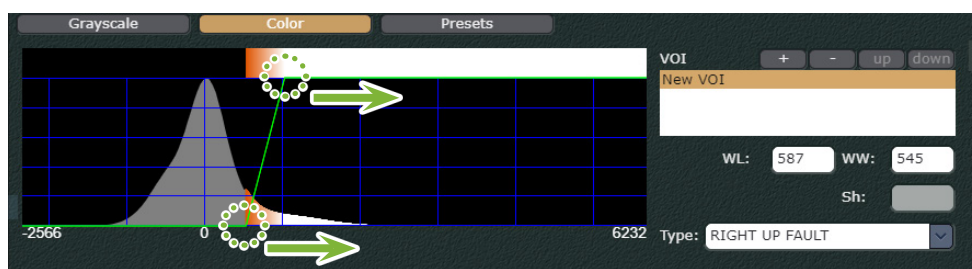 Grayscale Color Presets
VOI + - up down
New VOI
WL: 587 WW: 545
Sh:
-2566 0 6232 Type: RIGHT UP FAULT